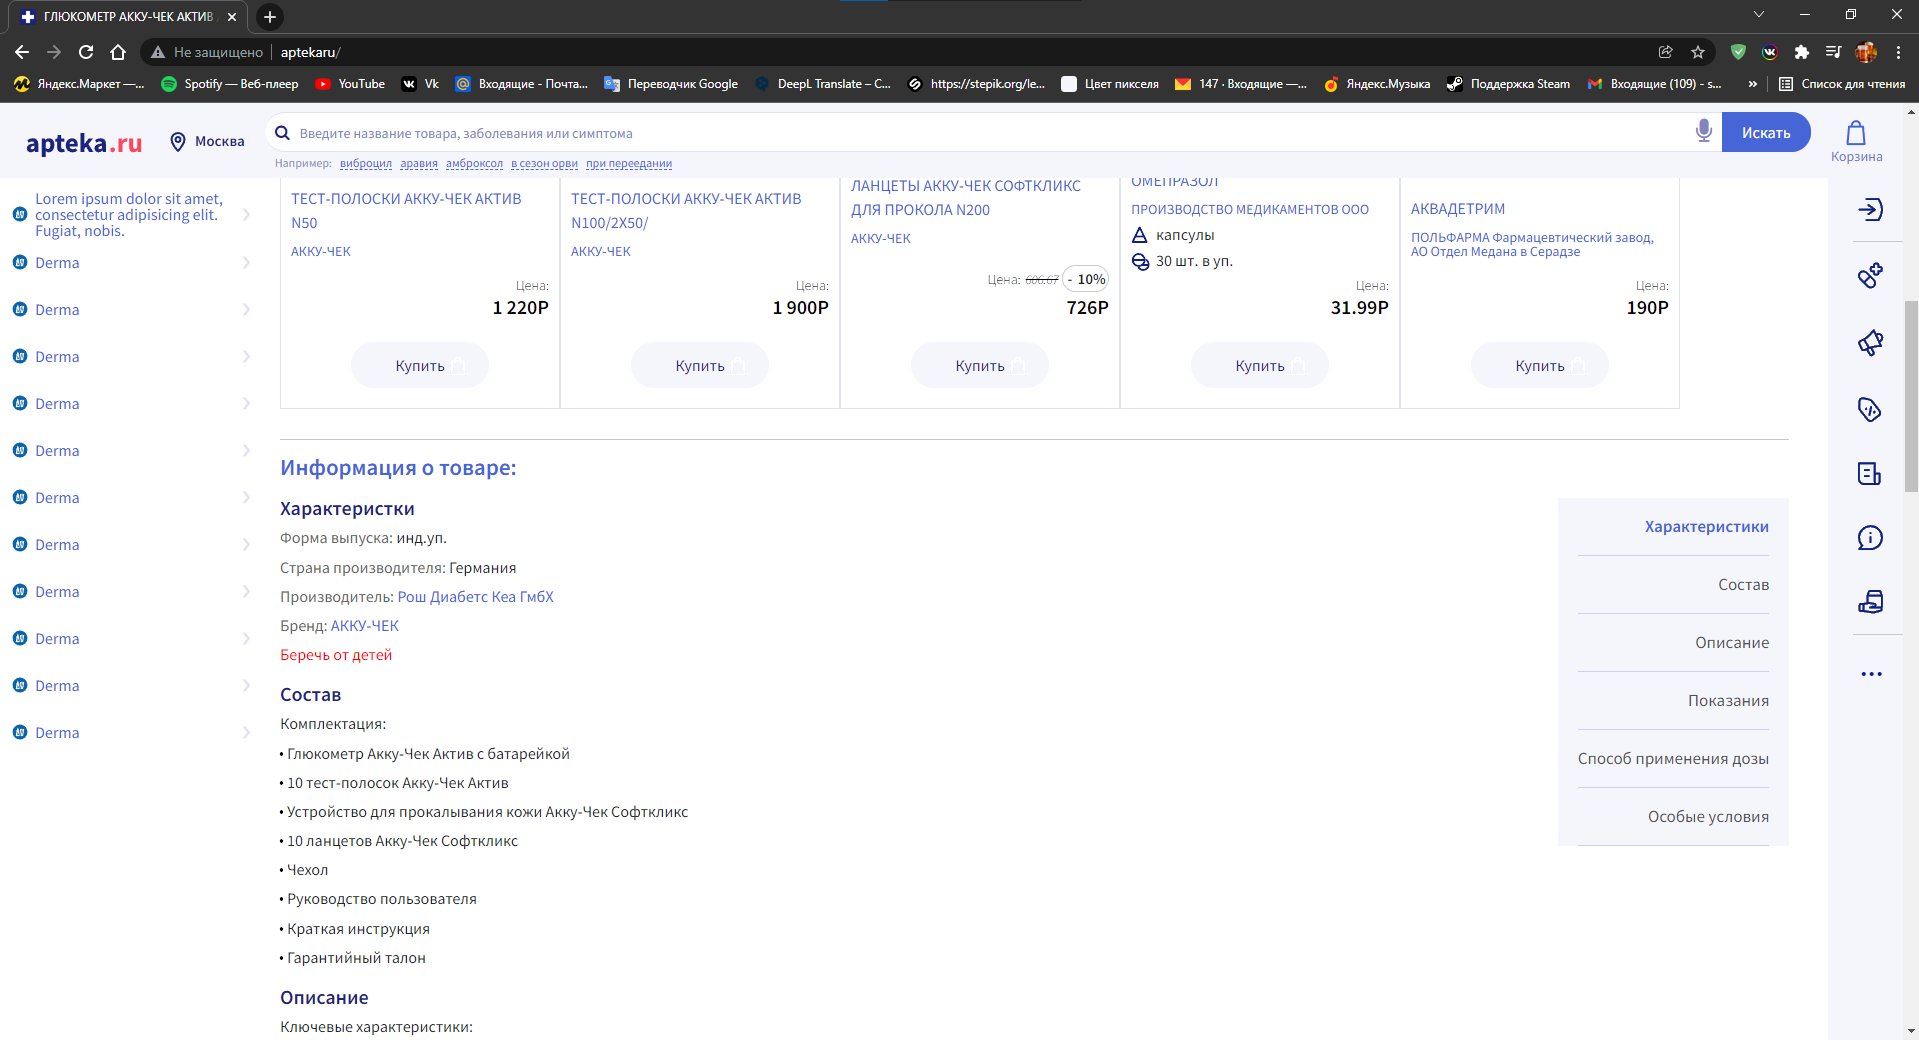 ГЛЮКОМЕТР АККУ-ЧЕК АКТИВ
Не защищено
aptekaru/
Яндекс.Маркет —...
Spotify — Веб-плеер
YouTube
Vk
Входящие - Почта...
Переводчик Google
DeepL Translate – С...
https://stepik.org/le...
Цвет пикселя
147 · Входящие —...
Яндекс.Музыка
Поддержка Steam
Входящие (109) - s...
»
Список для чтения
apteka.ru
Москва
Введите название товара, заболевания или симптома
Искать
Корзина
Например: виброцил аравия амброксол в сезон орви при переедании
Lorem ipsum dolor sit amet,
consectetur adipisicing elit.
Fugiat, nobis.
Derma
Derma
Derma
Derma
Derma
Derma
Derma
Derma
Derma
Derma
Derma
ТЕСТ-ПОЛОСКИ АККУ-ЧЕК АКТИВ
N50
АККУ-ЧЕК
Цена:
1 220Р
Купить
ТЕСТ-ПОЛОСКИ АККУ-ЧЕК АКТИВ
N100/2X50/
АККУ-ЧЕК
Цена:
1 900Р
Купить
ЛАНЦЕТЫ АККУ-ЧЕК СОФТКЛИКС
ДЛЯ ПРОКОЛА N200
АККУ-ЧЕК
Цена: 606.67 - 10%
726Р
Купить
ОМЕПРАЗОЛ
ПРОИЗВОДСТВО МЕДИКАМЕНТОВ ООО
капсулы
30 шт. в уп.
Цена:
31.99Р
Купить
АКВАДЕТРИМ
ПОЛЬФАРМА Фармацевтический завод,
АО Отдел Медана в Серадзе
Цена:
190Р
Купить
Информация о товаре:
Характеристки
Форма выпуска: инд.уп.
Страна производителя: Германия
Производитель: Рош Диабетс Кеа ГмбХ
Бренд: АККУ-ЧЕК
Беречь от детей
Состав
Комплектация:
• Глюкометр Акку-Чек Актив с батарейкой
• 10 тест-полосок Акку-Чек Актив
• Устройство для прокалывания кожи Акку-Чек Софткликс
• 10 ланцетов Акку-Чек Софткликс
• Чехол
• Руководство пользователя
• Краткая инструкция
• Гарантийный талон
Описание
Ключевые характеристики:
Характеристики
Состав
Описание
Показания
Способ применения дозы
Особые условия